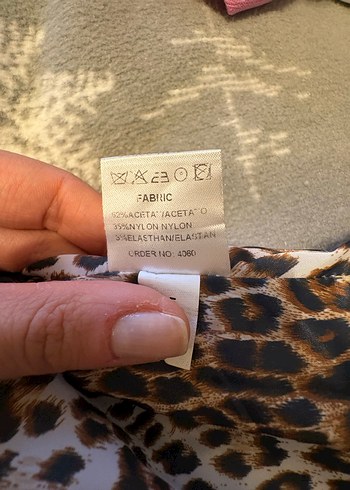 FABRIC
62%ACETAT/ACETATO
35%NYLON NYLON
3%ELASTHAN/ELASTAN
ORDER NO: 4060